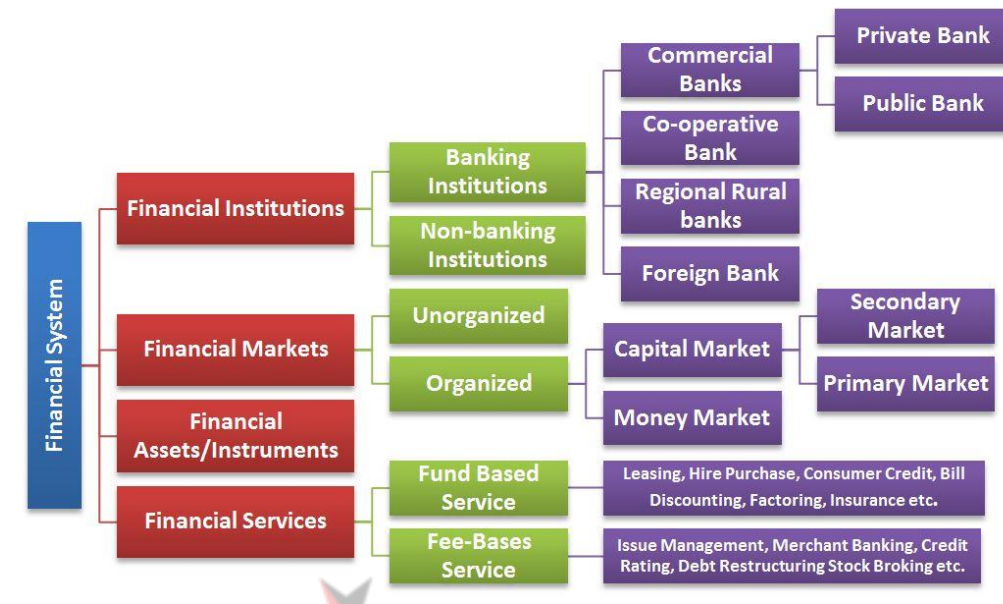 Financial System
Financial Institutions
Banking
Institutions
Commercial
Banks
Private Bank
Public Bank
Co-operative
Bank
Regional Rural
banks
Foreign Bank
Non-banking
Institutions
Financial Markets
Unorganized
Organized
Capital Market
Secondary
Market
Primary Market
Money Market
Financial
Assets/Instruments
Financial Services
Fund Based
Service
Leasing, Hire Purchase, Consumer Credit, Bill
Discounting, Factoring, Insurance etc.
Fee-Bases
Service
Issue Management, Merchant Banking, Credit
Rating, Debt Restructuring Stock Broking etc.